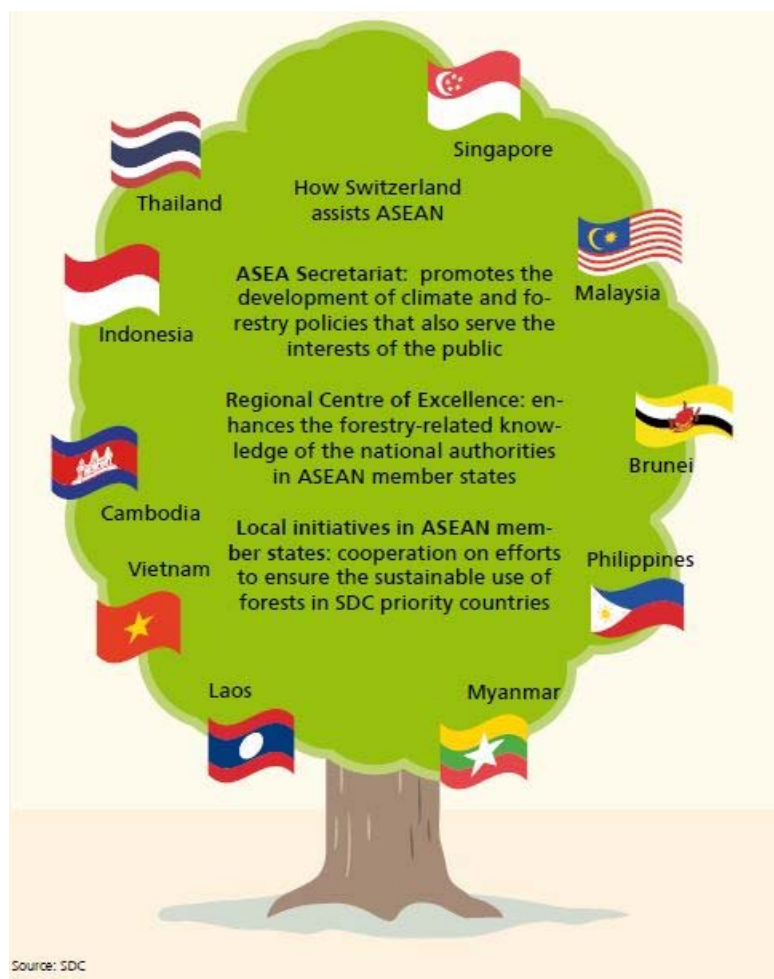 Singapore
Thailand
How Switzerland
assists ASEAN
Malaysia
ASEA Secretariat: promotes the
development of climate and fo-
restry policies that also serve the
interests of the public
Indonesia
Regional Centre of Excellence: en-
hances the forestry-related know-
ledge of the national authorities
in ASEAN member states
Brunei
Cambodia
Local initiatives in ASEAN mem-
ber states: cooperation on efforts
to ensure the sustainable use of
forests in SDC priority countries
Vietnam
Philippines
Laos
Myanmar
Source: SDC